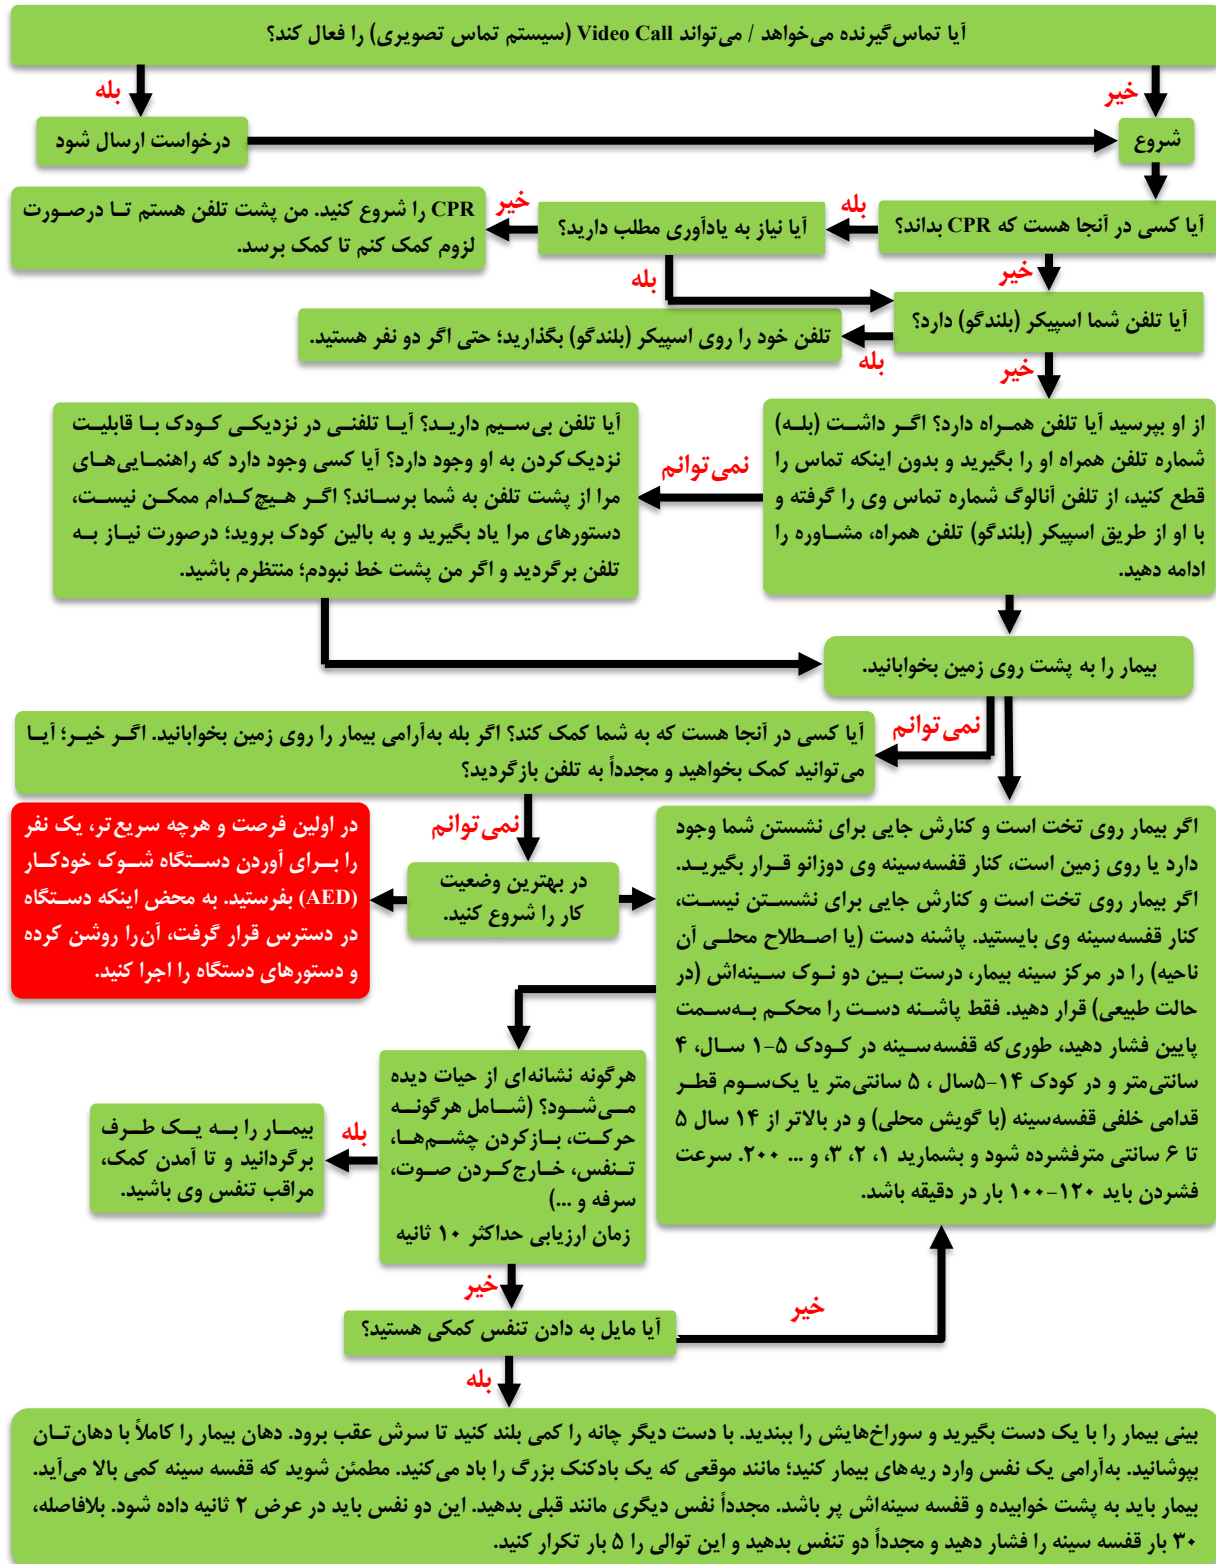 آیا تماس‌گیرنده می‌خواهد / می‌تواند Video Call (سیستم تماس تصویری) را فعال کند؟
خیر
بله
شروع
درخواست ارسال شود
آیا کسی در آنجا هست که CPR بداند؟
بله
آیا نیاز به یادآوری مطلب دارید؟
خیر
CPR را شروع کنید. من پشت تلفن هستم تا درصورت
لزوم کمک کنم تا کمک برسد.
خیر
بله
آیا تلفن شما اسپیکر (بلندگو) دارد؟
بله
تلفن خود را روی اسپیکر (بلندگو) بگذارید؛ حتی اگر دو نفر هستید.
خیر
از او بپرسید آیا تلفن همراه دارد؟ اگر داشت (بله)
شماره تلفن همراه او را بگیرید و بدون اینکه تماس را
قطع کنید، از تلفن آنالوگ شماره تماس وی را گرفته و
با او از طریق اسپیکر (بلندگو) تلفن همراه، مشاوره را
ادامه دهید.
نمی‌توانم
آیا تلفن بی‌سیم دارید؟ آیا تلفنی در نزدیکی کودک با قابلیت
نزدیک‌کردن به او وجود دارد؟ آیا کسی وجود دارد که راهنمایی‌های
مرا از پشت تلفن به شما برساند؟ اگر هیچ‌کدام ممکن نیست،
دستورهای مرا یاد بگیرید و به بالین کودک بروید؛ درصورت نیاز به
تلفن برگردید و اگر من پشت خط نبودم؛ منتظرم باشید.
بیمار را به پشت روی زمین بخوابانید.
نمی‌توانم
آیا کسی در آنجا هست که به شما کمک کند؟ اگر بله به‌آرامی بیمار را روی زمین بخوابانید. اگر خیر؛ آیا
می‌توانید کمک بخواهید و مجدداً به تلفن بازگردید؟
نمی‌توانم
در بهترین وضعیت
کار را شروع کنید.
در اولین فرصت و هرچه سریع‌تر، یک نفر
را برای آوردن دستگاه شوک خودکار
(AED) بفرستید. به محض اینکه دستگاه
در دسترس قرار گرفت، آن‌را روشن کرده
و دستورهای دستگاه را اجرا کنید.
اگر بیمار روی تخت است و کنارش جایی برای نشستن شما وجود
دارد یا روی زمین است، کنار قفسه‌سینه وی دوزانو قرار بگیرید.
اگر بیمار روی تخت است و کنارش جایی برای نشستن نیست،
کنار قفسه‌سینه وی بایستید. پاشنه دست (یا اصطلاح محلی آن
ناحیه) را در مرکز سینه بیمار، درست بین دو نوک سینه‌اش (در
حالت طبیعی) قرار دهید. فقط پاشنه دست را محکم به‌سمت
پایین فشار دهید، طوری‌که قفسه‌سینه در کودک ۵-۱ سال، ۴
سانتی‌متر و در کودک ۱۴-۵سال ، ۵ سانتی‌متر یا یک‌سوم قطر
قدامی خلفی قفسه‌سینه (با گویش محلی) و در بالاتر از ۱۴ سال ۵
تا ۶ سانتی مترفشرده شود و بشمارید ۱، ۲، ۳، و ... ۲۰۰. سرعت
فشردن باید ۱۲۰-۱۰۰ بار در دقیقه باشد.
هرگونه نشانه‌ای از حیات دیده
می‌شود؟ (شامل هرگونه
حرکت، بازکردن چشم‌ها،
تنفس، خارج‌کردن صوت،
سرفه و ...)
زمان ارزیابی حداکثر ۱۰ ثانیه
بله
بیمار را به یک طرف
برگردانید و تا آمدن کمک،
مراقب تنفس وی باشید.
خیر
آیا مایل به دادن تنفس کمکی هستید؟
خیر
بله
بینی بیمار را با یک دست بگیرید و سوراخ‌هایش را ببندید. با دست دیگر چانه را کمی بلند کنید تا سرش عقب برود. دهان بیمار را کاملاً با دهان‌تان
بپوشانید. به‌آرامی یک نفس وارد ریه‌های بیمار کنید؛ مانند موقعی که یک بادکنک بزرگ را باد می‌کنید. مطمئن شوید که قفسه سینه کمی بالا می‌آید.
بیمار باید به پشت خوابیده و قفسه سینه‌اش پر باشد. مجدداً نفس دیگری مانند قبلی بدهید. این دو نفس باید در عرض ۲ ثانیه داده شود. بلافاصله،
۳۰ بار قفسه سینه را فشار دهید و مجدداً دو تنفس بدهید و این توالی را ۵ بار تکرار کنید.